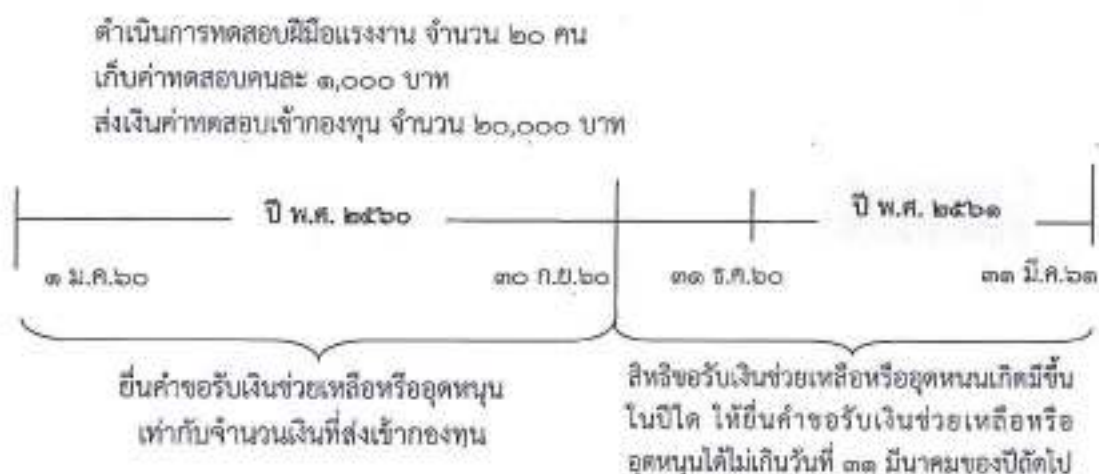 ดำเนินการทดสอบฝีมือแรงงาน จำนวน ๒๐ คน
เก็บค่าทดสอบคนละ ๑,๐๐๐ บาท
ส่งเงินค่าทดสอบเข้ากองทุน จำนวน ๒๐,๐๐๐ บาท
ปี พ.ศ. ๒๕๖๐
ปี พ.ศ. ๒๕๖๑
๑ ม.ค.๖๐
๓๐ ก.ย.๖๐
๓๑ ธ.ค.๖๐
๓๑ มี.ค.๖๑
ยื่นคำขอรับเงินช่วยเหลือหรืออุดหนุน
เท่ากับจำนวนเงินที่ส่งเข้ากองทุน
สิทธิขอรับเงินช่วยเหลือหรืออุดหนุนเกิดมีขึ้น
ในปีใด ให้ยื่นคำขอรับเงินช่วยเหลือหรือ
อุดหนุนได้ไม่เกินวันที่ ๓๑ มีนาคมของปีถัดไป